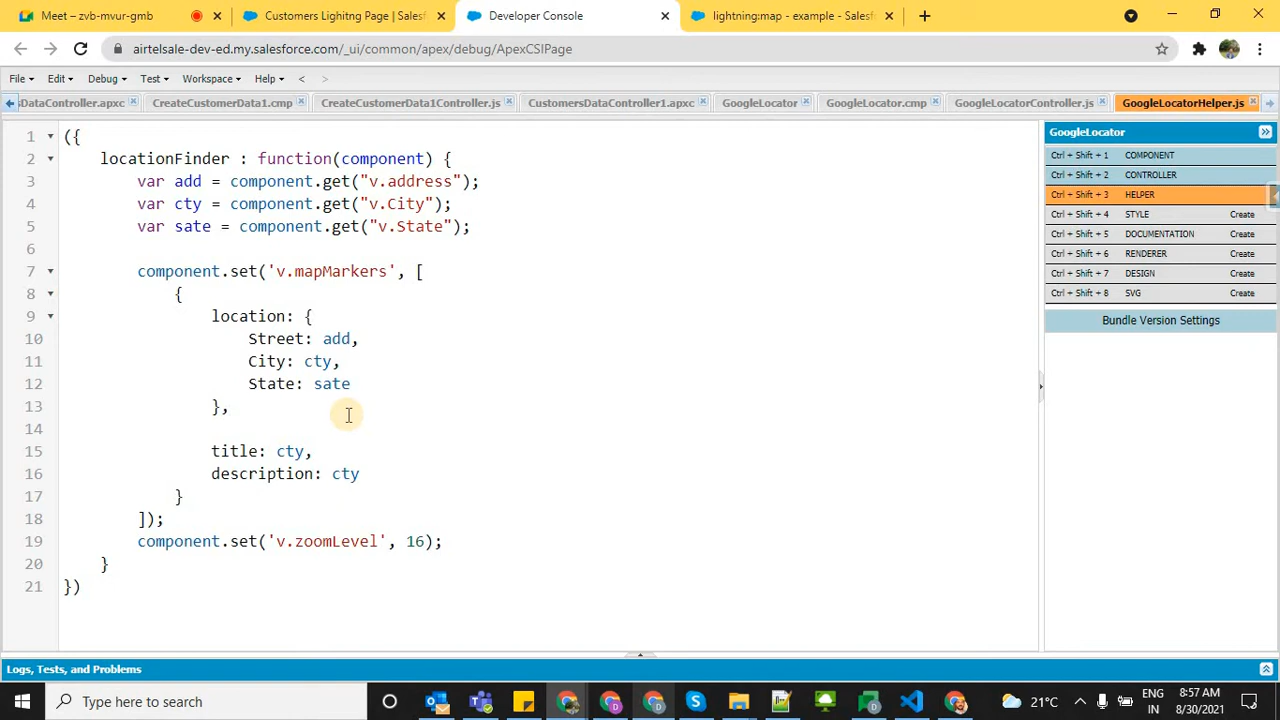 Meet – zvb-mvur-gmb
Customers Lighitng Page | Salesf
Developer Console
lightning:map - example - Salesf
airtelsale-dev-ed.my.salesforce.com/_ui/common/apex/debug/ApexCSIPage
File Edit Debug Test Workspace Help < >
sDataController.apxc CreateCustomerData1.cmp CreateCustomerData1Controller.js CustomersDataController1.apxc GoogleLocator GoogleLocator.cmp GoogleLocatorController.js GoogleLocatorHelper.js
1 ({
2 locationFinder : function(component) {
3 var add = component.get("v.address");
4 var cty = component.get("v.City");
5 var sate = component.get("v.State");
6
7 component.set('v.mapMarkers', [
8 {
9 location: {
10 Street: add,
11 City: cty,
12 State: sate
13 },
14
15 title: cty,
16 description: cty
17 }
18 ]);
19 component.set('v.zoomLevel', 16);
20 }
21 })
GoogleLocator
Ctrl + Shift + 1 COMPONENT
Ctrl + Shift + 2 CONTROLLER
Ctrl + Shift + 3 HELPER
Ctrl + Shift + 4 STYLE Create
Ctrl + Shift + 5 DOCUMENTATION Create
Ctrl + Shift + 6 RENDERER Create
Ctrl + Shift + 7 DESIGN Create
Ctrl + Shift + 8 SVG Create
Bundle Version Settings
Logs, Tests, and Problems
Type here to search
21°C
ENG
IN
8:57 AM
8/30/2021